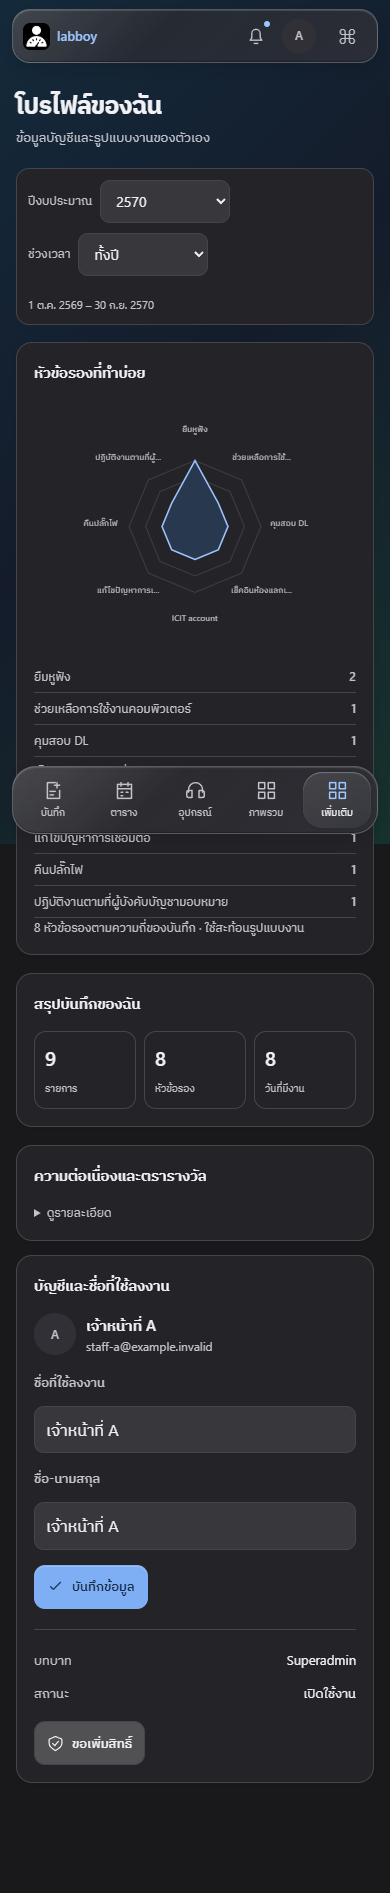 labboy
A
โปรไฟล์ของฉัน
ข้อมูลบัญชีและรูปแบบงานของตัวเอง
ปีงบประมาณ 2570
ช่วงเวลา ทั้งปี
1 ต.ค. 2569 – 30 ก.ย. 2570
หัวข้อรองที่ทำบ่อย
ยืมหูฟัง
ปฏิบัติงานตามที่ผู้... ช่วยเหลือการใช้...
คืนปลั๊กไฟ คุมสอบ DL
แก้ไขปัญหาการเ... เช็คอินห้องแลกเ...
ICIT account
ยืมหูฟัง 2
ช่วยเหลือการใช้งานคอมพิวเตอร์ 1
คุมสอบ DL 1
บันทึก ตาราง อุปกรณ์ ภาพรวม เพิ่มเติม
แก้ไขปัญหาการเชื่อมต่อ 1
คืนปลั๊กไฟ 1
ปฏิบัติงานตามที่ผู้บังคับบัญชามอบหมาย 1
8 หัวข้อรองตามความถี่ของบันทึก · ใช้สะท้อนรูปแบบงาน
สรุปบันทึกของฉัน
9 8 8
รายการ หัวข้อรอง วันที่มีงาน
ความต่อเนื่องและตรารางวัล
ดูรายละเอียด
บัญชีและชื่อที่ใช้ลงงาน
A เจ้าหน้าที่ A
staff-a@example.invalid
ชื่อที่ใช้ลงงาน
เจ้าหน้าที่ A
ชื่อ-นามสกุล
เจ้าหน้าที่ A
บันทึกข้อมูล
บทบาท Superadmin
สถานะ เปิดใช้งาน
ขอเพิ่มสิทธิ์